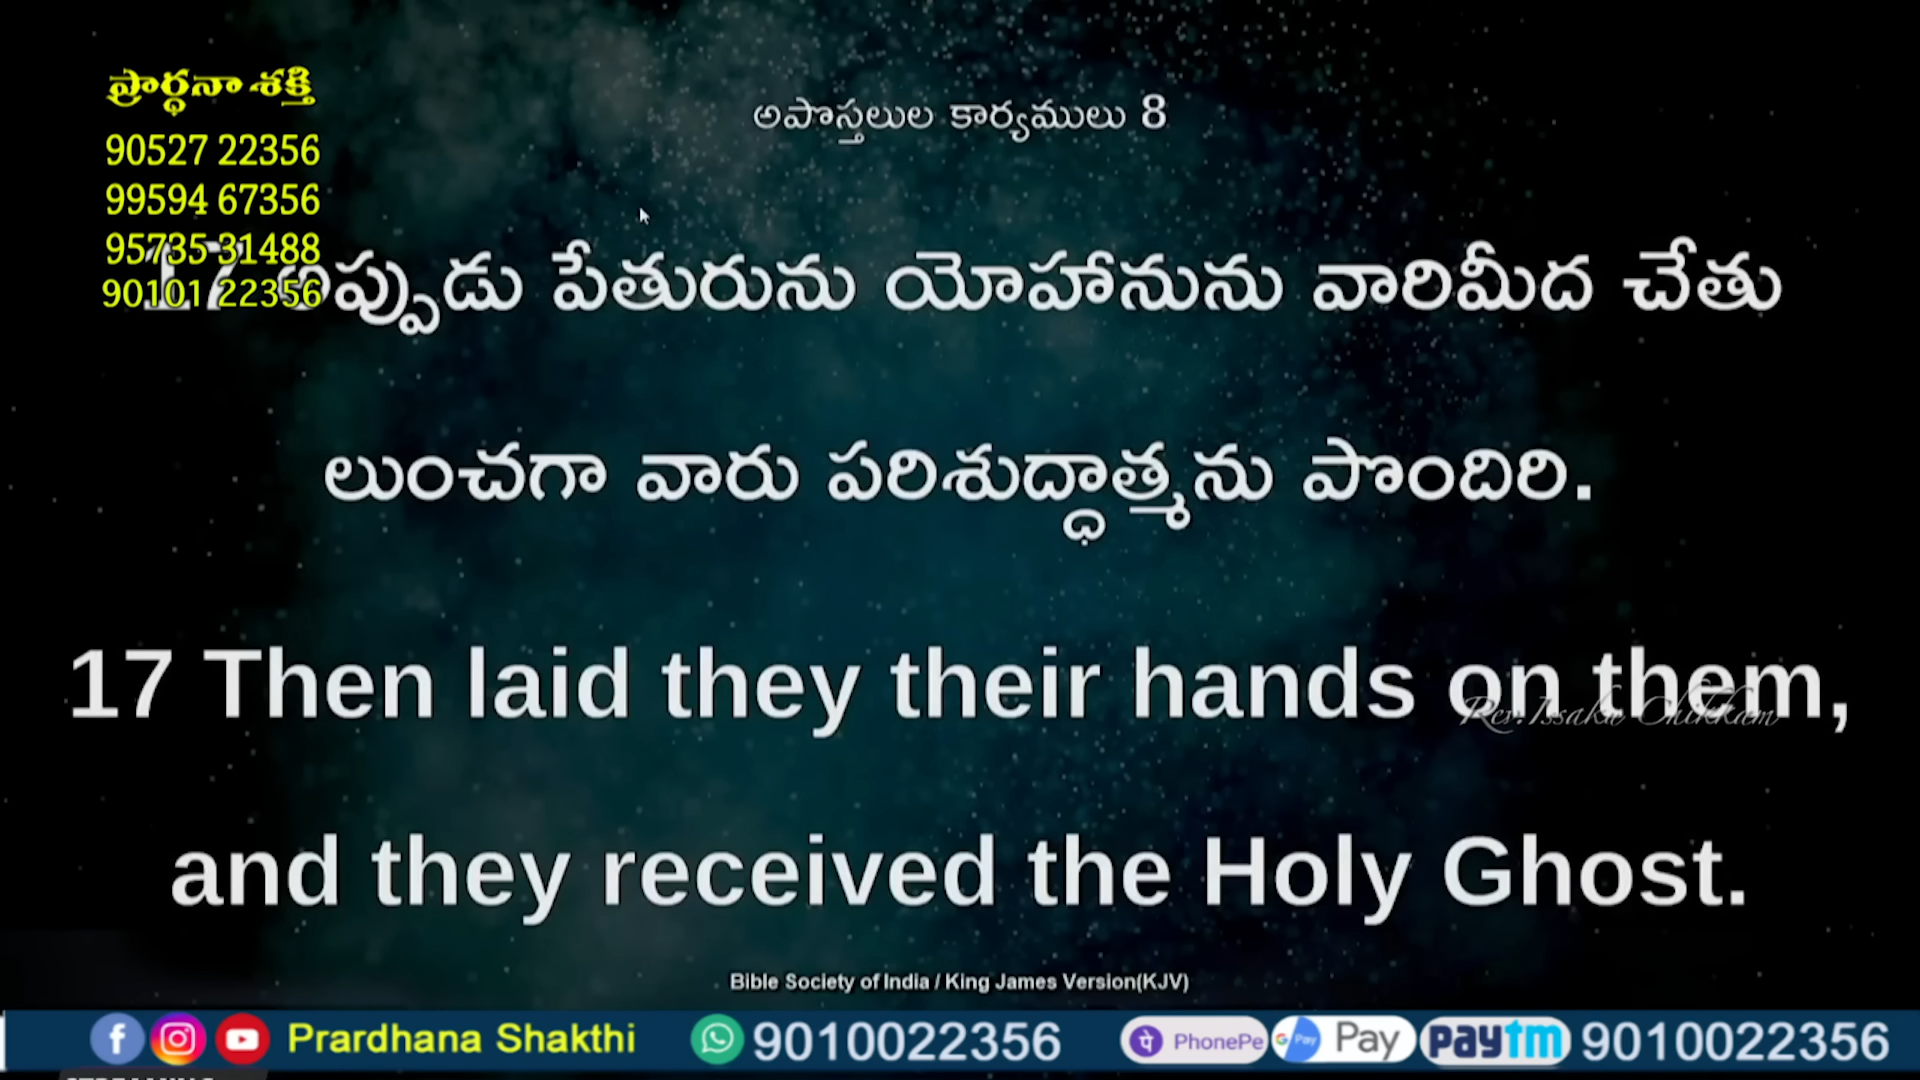 ప్రార్ధనా శక్తి
90527 22356
99594 67356
95735 31488
90101 22356
అపొస్తలుల కార్యములు 8
17 అప్పుడు పేతురును యోహానును వారిమీద చేతు
లుంచగా వారు పరిశుద్ధాత్మను పొందిరి.
17 Then laid they their hands on them,
Rev.Issaku Chikkam
and they received the Holy Ghost.
Bible Society of India / King James Version(KJV)
Prardhana Shakthi 9010022356 PhonePe G Pay Pay paytm 9010022356